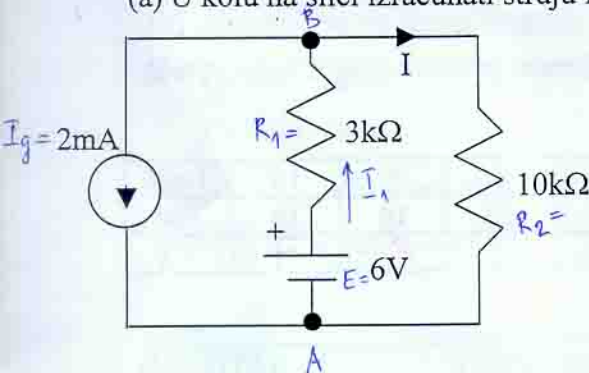 (a) U kolu na slici izračunati struju I
B
I
Ig = 2mA
R1 = 3kΩ
I1
10kΩ
R2 =
+
E = 6V
A